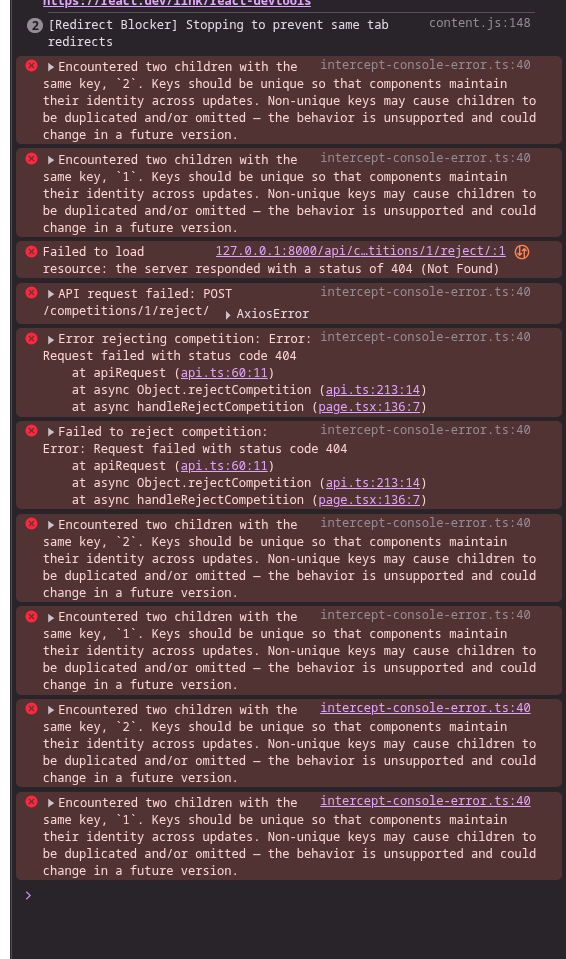 https://react.dev/link/react-devtools
2 [Redirect Blocker] Stopping to prevent same tab content.js:148
redirects
Encountered two children with the intercept-console-error.ts:40
same key, `2`. Keys should be unique so that components maintain
their identity across updates. Non-unique keys may cause children to
be duplicated and/or omitted — the behavior is unsupported and could
change in a future version.
Encountered two children with the intercept-console-error.ts:40
same key, `1`. Keys should be unique so that components maintain
their identity across updates. Non-unique keys may cause children to
be duplicated and/or omitted — the behavior is unsupported and could
change in a future version.
Failed to load 127.0.0.1:8000/api/c…titions/1/reject/:1
resource: the server responded with a status of 404 (Not Found)
API request failed: POST intercept-console-error.ts:40
/competitions/1/reject/ AxiosError
Error rejecting competition: Error: intercept-console-error.ts:40
Request failed with status code 404
at apiRequest (api.ts:60:11)
at async Object.rejectCompetition (api.ts:213:14)
at async handleRejectCompetition (page.tsx:136:7)
Failed to reject competition: intercept-console-error.ts:40
Error: Request failed with status code 404
at apiRequest (api.ts:60:11)
at async Object.rejectCompetition (api.ts:213:14)
at async handleRejectCompetition (page.tsx:136:7)
Encountered two children with the intercept-console-error.ts:40
same key, `2`. Keys should be unique so that components maintain
their identity across updates. Non-unique keys may cause children to
be duplicated and/or omitted — the behavior is unsupported and could
change in a future version.
Encountered two children with the intercept-console-error.ts:40
same key, `1`. Keys should be unique so that components maintain
their identity across updates. Non-unique keys may cause children to
be duplicated and/or omitted — the behavior is unsupported and could
change in a future version.
Encountered two children with the intercept-console-error.ts:40
same key, `2`. Keys should be unique so that components maintain
their identity across updates. Non-unique keys may cause children to
be duplicated and/or omitted — the behavior is unsupported and could
change in a future version.
Encountered two children with the intercept-console-error.ts:40
same key, `1`. Keys should be unique so that components maintain
their identity across updates. Non-unique keys may cause children to
be duplicated and/or omitted — the behavior is unsupported and could
change in a future version.